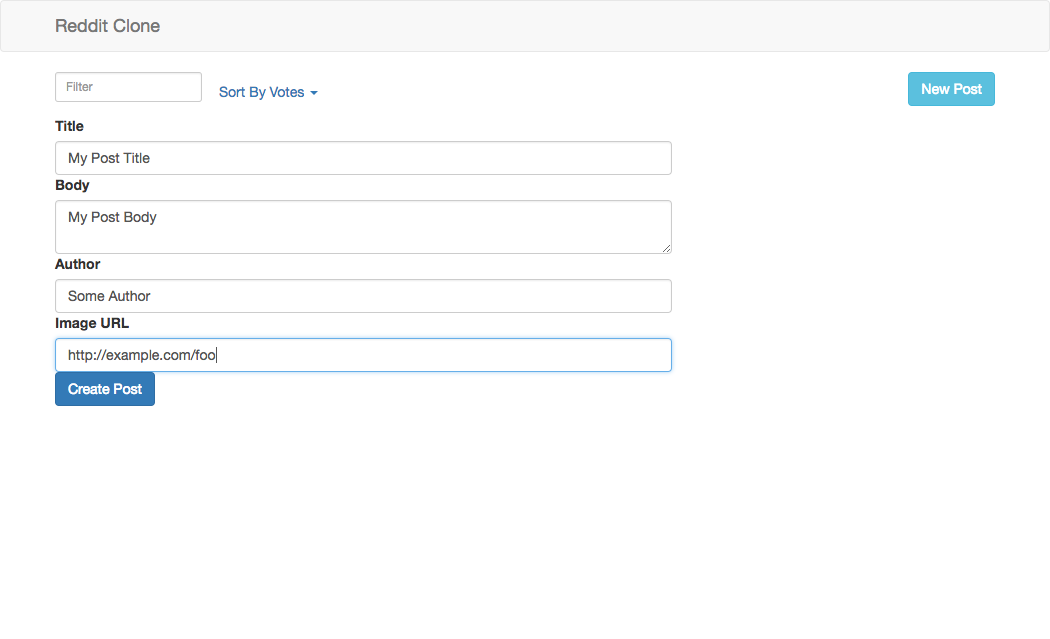 Reddit Clone
Filter
Sort By Votes
New Post
Title
My Post Title
Body
My Post Body
Author
Some Author
Image URL
http://example.com/foo
Create Post